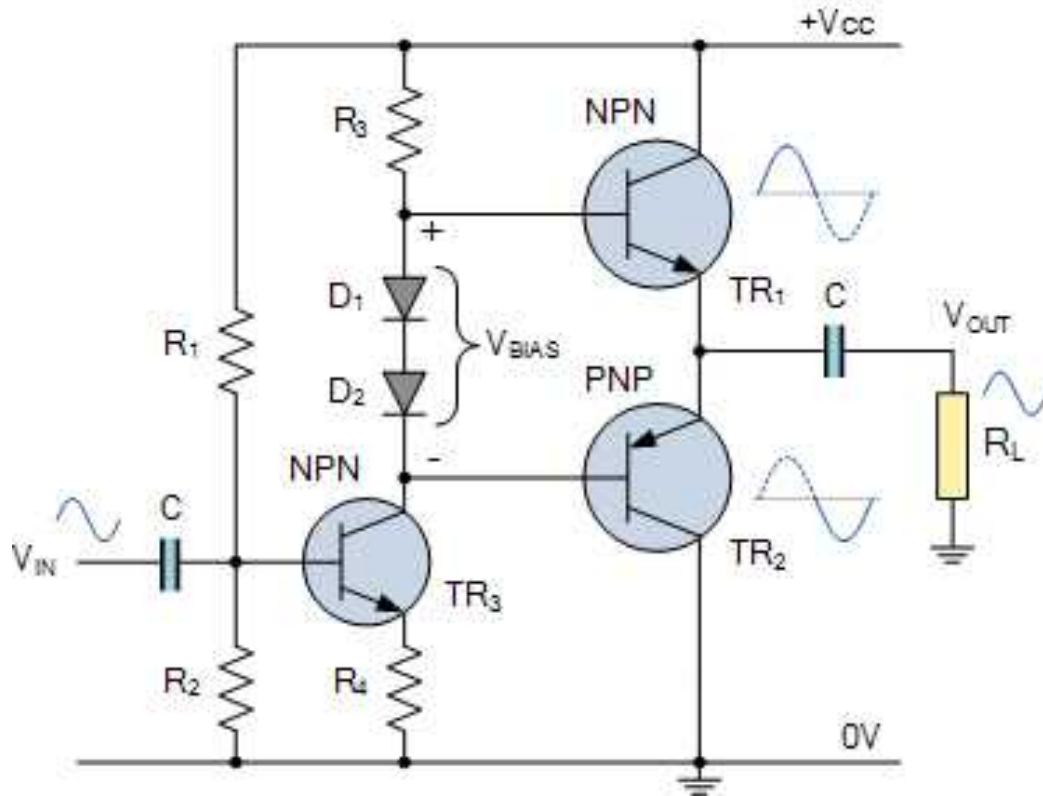 +Vcc
R3
NPN
+
D1
TR1
C
VOUT
R1
VBIAS
D2
PNP
RL
-
NPN
C
VIN
TR3
TR2
R2
R4
0V